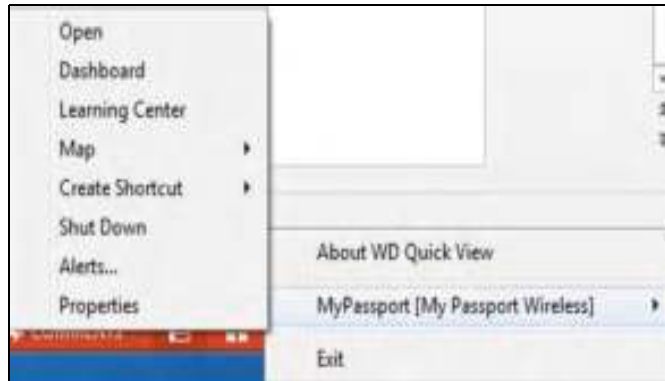 Open
Dashboard
Learning Center
Map
Create Shortcut
Shut Down
Alerts...
Properties
About WD Quick View
MyPassport [My Passport Wireless]
Exit